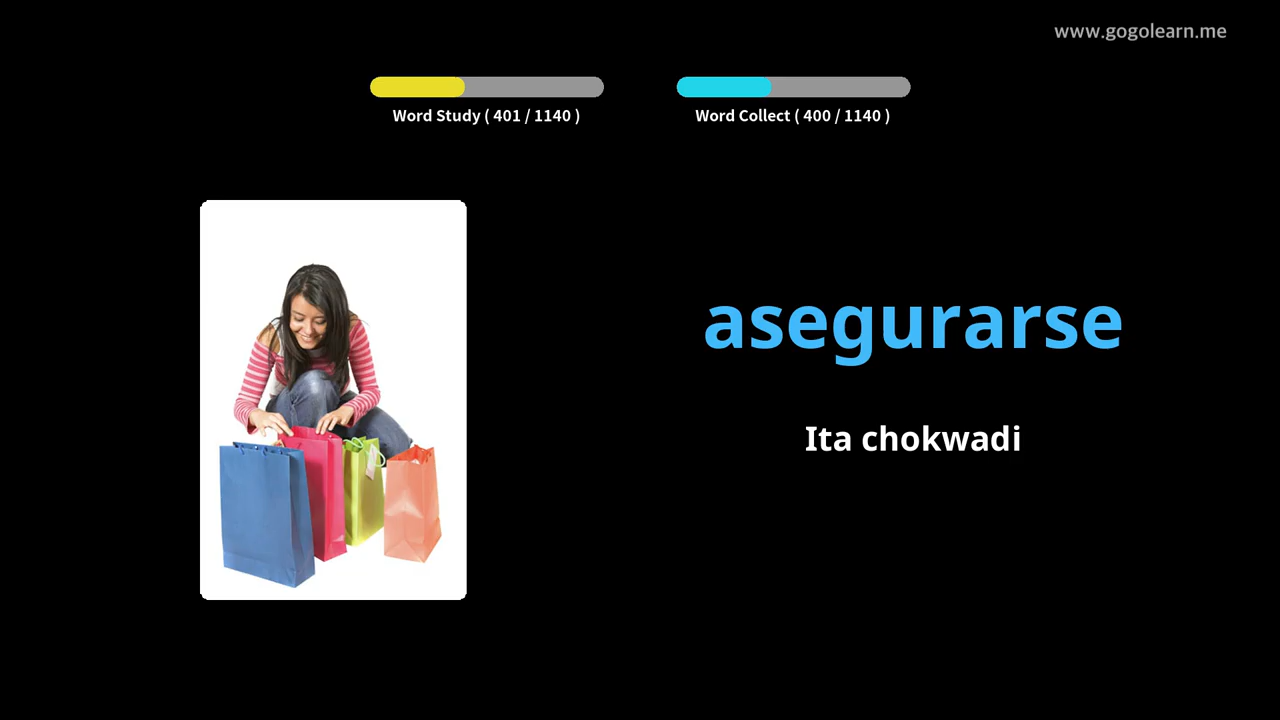 www.gogolearn.me
Word Study ( 401 / 1140 )
Word Collect ( 400 / 1140 )
asegurarse
Ita chokwadi